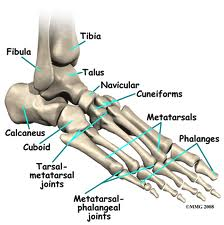 Tibia
Fibula
Talus
Navicular
Cuneiforms
Metatarsals
Phalanges
Calcaneus
Cuboid
Tarsal-
metatarsal
joints
Metatarsal-
phalangeal
joints
©MMG 2008